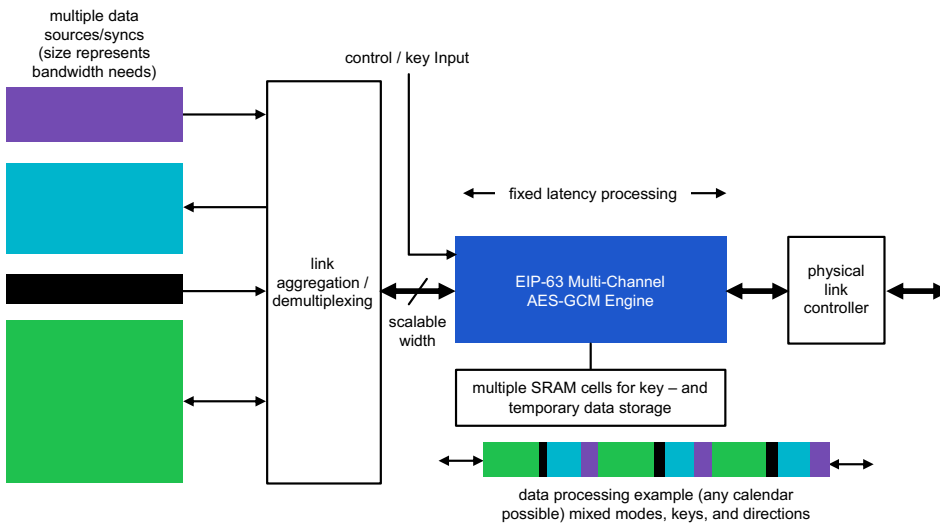 multiple data
sources/syncs
(size represents
bandwidth needs)
control / key Input
fixed latency processing
link
aggregation /
demultiplexing
scalable
width
EIP-63 Multi-Channel
AES-GCM Engine
physical
link
controller
multiple SRAM cells for key – and
temporary data storage
data processing example (any calendar
possible) mixed modes, keys, and directions